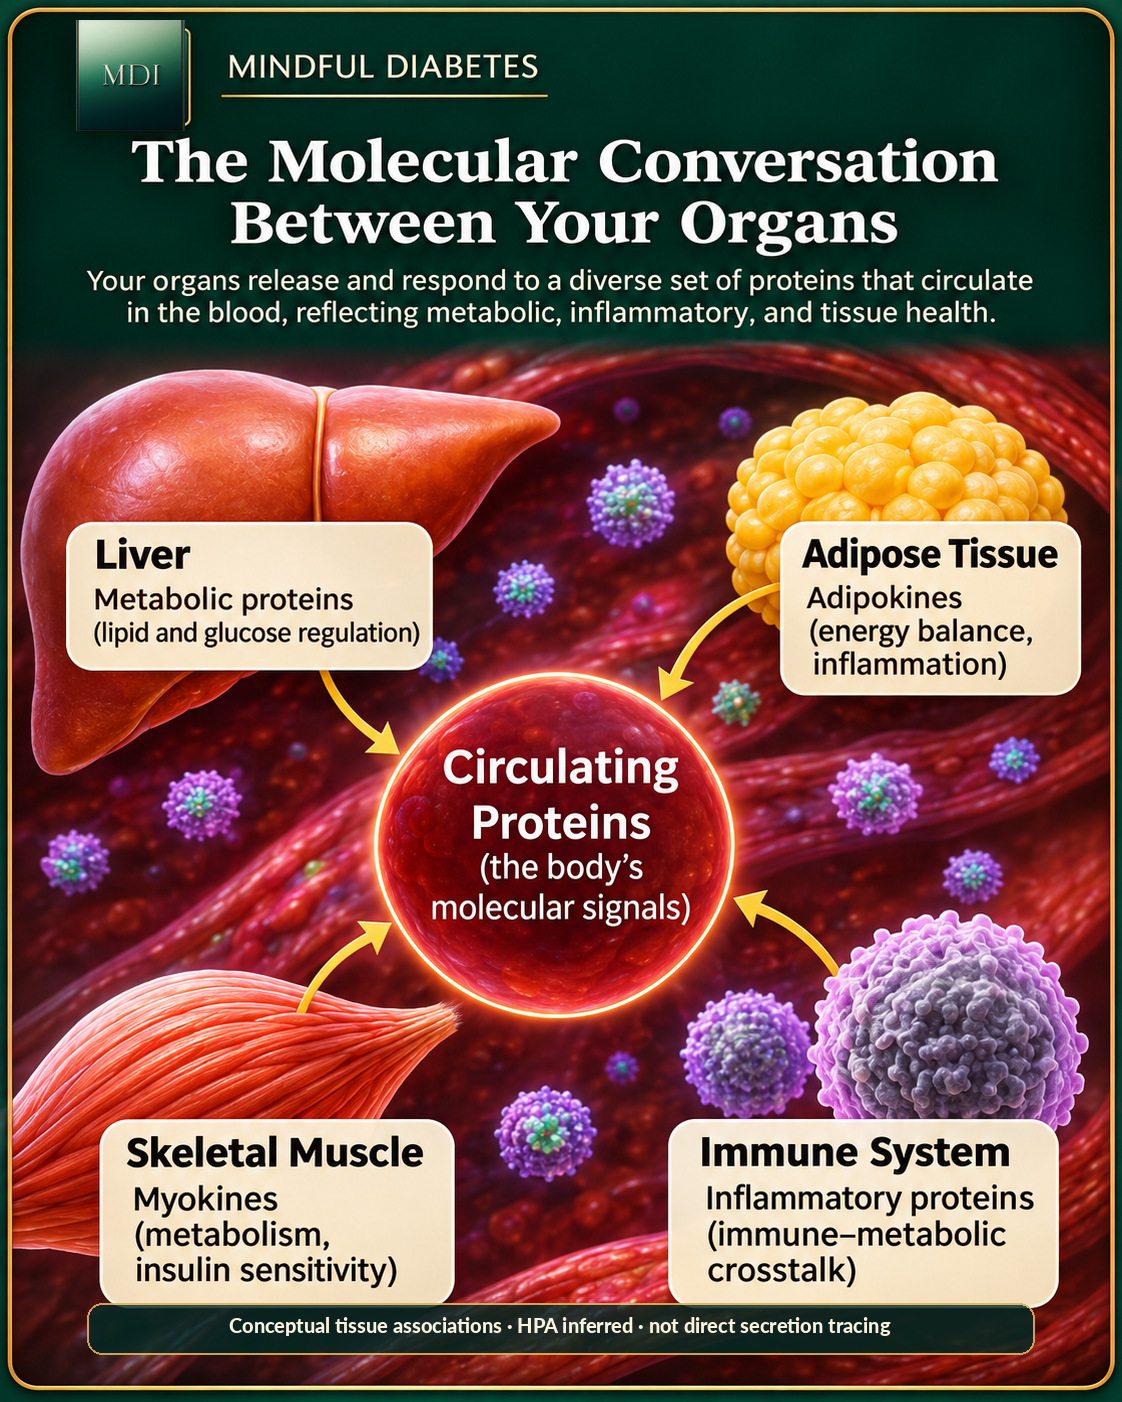 MDI
MINDFUL DIABETES
The Molecular Conversation
Between Your Organs
Your organs release and respond to a diverse set of proteins that circulate
in the blood, reflecting metabolic, inflammatory, and tissue health.
Liver
Metabolic proteins
(lipid and glucose regulation)
Adipose Tissue
Adipokines
(energy balance,
inflammation)
Circulating
Proteins
(the body’s
molecular signals)
Skeletal Muscle
Myokines
(metabolism,
insulin sensitivity)
Immune System
Inflammatory proteins
(immune–metabolic
crosstalk)
Conceptual tissue associations · HPA inferred · not direct secretion tracing